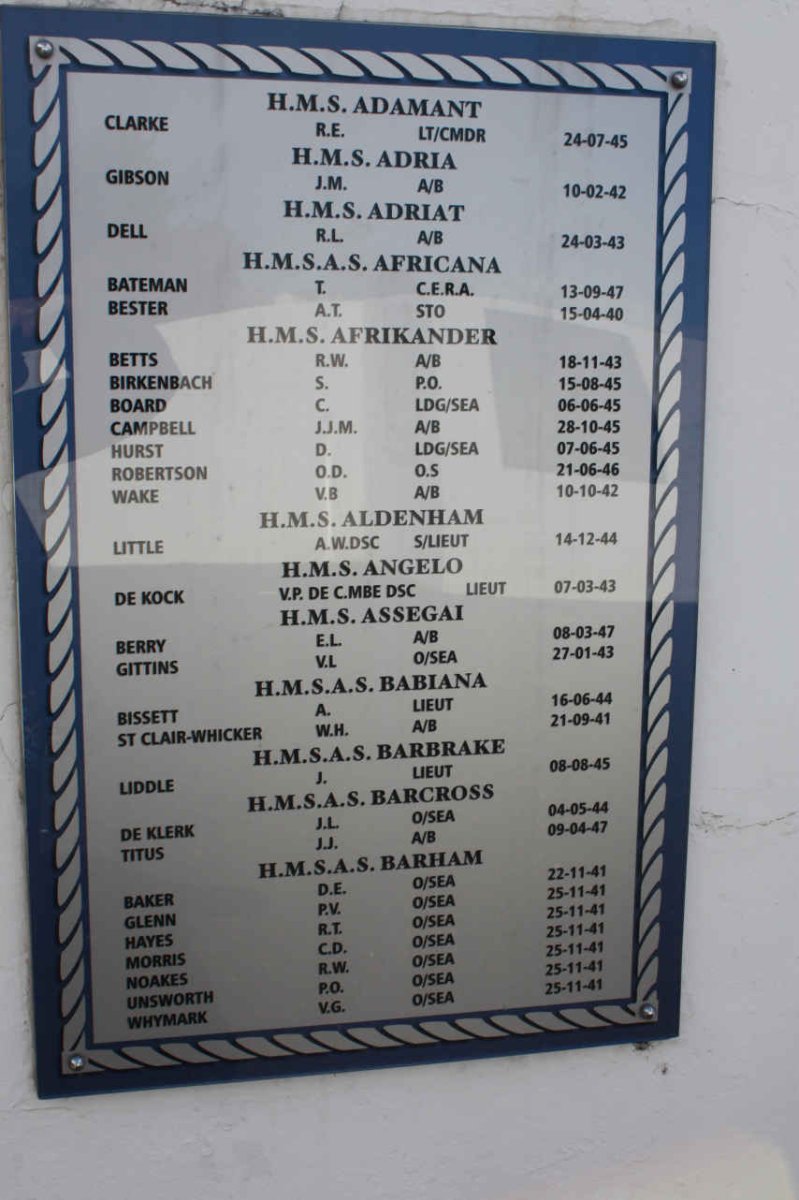 H.M.S. ADAMANT
CLARKE R.E. LT/CMDR 24-07-45
H.M.S. ADRIA
GIBSON J.M. A/B 10-02-42
H.M.S. ADRIAT
DELL R.L. A/B 24-03-43
H.M.S.A.S. AFRICANA
BATEMAN T. C.E.R.A. 13-09-47
BESTER A.T. STO 15-04-40
H.M.S. AFRIKANDER
BETTS R.W. A/B 18-11-43
BIRKENBACH S. P.O. 15-08-45
BOARD C. LDG/SEA 06-06-45
CAMPBELL J.J.M. A/B 28-10-45
HURST D. LDG/SEA 07-06-45
ROBERTSON O.D. O.S 21-06-46
WAKE V.B A/B 10-10-42
H.M.S. ALDENHAM
LITTLE A.W.DSC S/LIEUT 14-12-44
H.M.S. ANGELO
DE KOCK V.P. DE C.MBE DSC LIEUT 07-03-43
H.M.S. ASSEGAI
BERRY E.L. A/B 08-03-47
GITTINS V.L O/SEA 27-01-43
H.M.S.A.S. BABIANA
BISSETT A. LIEUT 16-06-44
ST CLAIR-WHICKER W.H. A/B 21-09-41
H.M.S.A.S. BARBRAKE
LIDDLE J. LIEUT 08-08-45
H.M.S.A.S. BARCROSS
DE KLERK J.L. O/SEA 04-05-44
TITUS J.J. A/B 09-04-47
H.M.S.A.S. BARHAM
BAKER D.E. O/SEA 22-11-41
GLENN P.V. O/SEA 25-11-41
HAYES R.T. O/SEA 25-11-41
MORRIS C.D. O/SEA 25-11-41
NOAKES R.W. O/SEA 25-11-41
UNSWORTH P.O. O/SEA 25-11-41
WHYMARK V.G. O/SEA 25-11-41